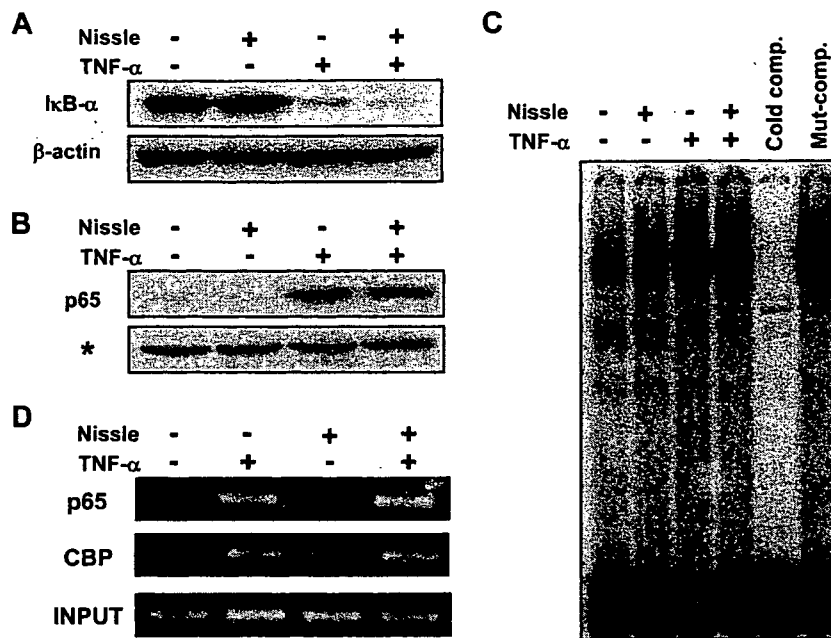 A
Nissle - + - +
TNF-α - - + +
IκB-α
β-actin
B
Nissle - + - +
TNF-α - - + +
p65
*
D
Nissle - - + +
TNF-α - + - +
p65
CBP
INPUT
C
Nissle - + - +
TNF-α - - + +
Cold comp.
Mut-comp.